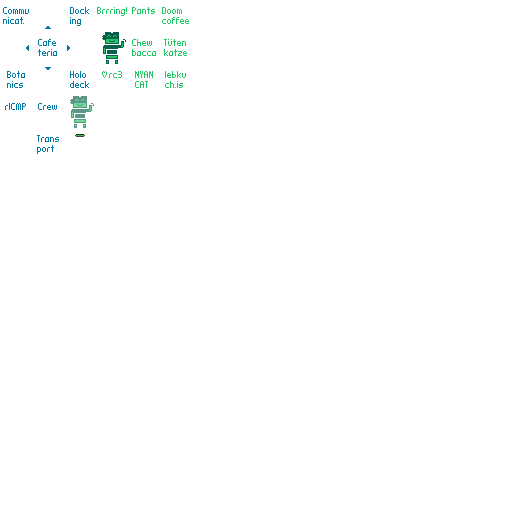 Commu
nicat.
Dock
ing
Brrring!
Pants
Doom
coffee
Cafe
teria
Chew
bacca
Tüten
katze
Bota
nics
Holo
deck
♡rc3
NYAN
CAT
lebku
ch.is
rICMP
Crew
Trans
port